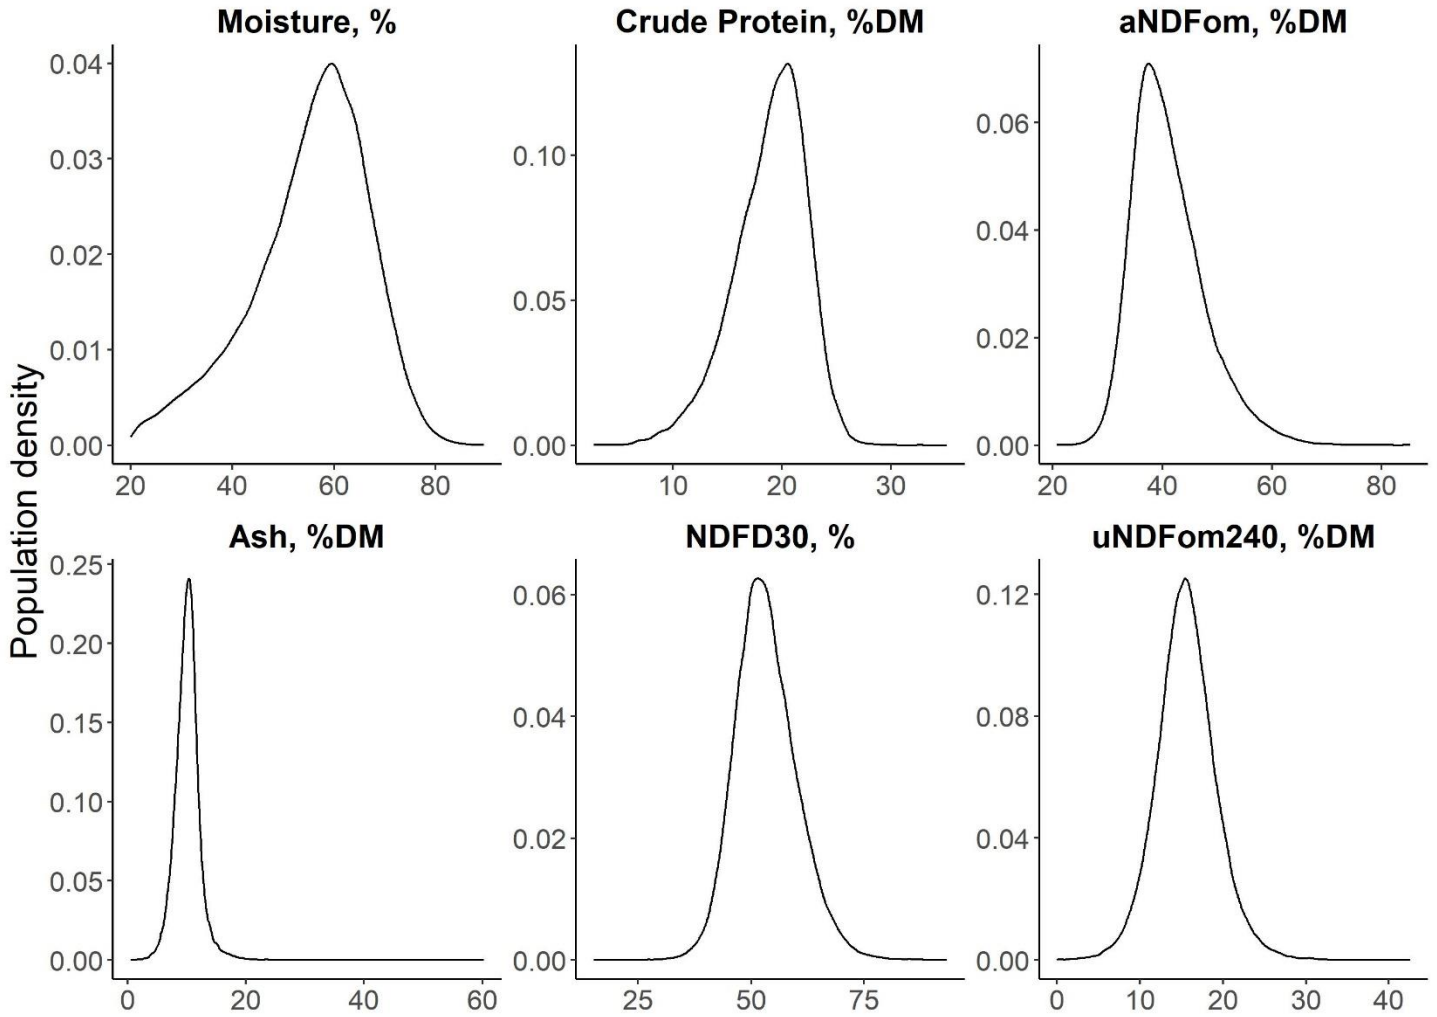 Moisture, %
Crude Protein, %DM
aNDFom, %DM
0.04
0.03
0.02
0.01
0.00
20 40 60 80
0.10
0.05
0.00
10 20 30
0.06
0.04
0.02
0.00
20 40 60 80
Population density
Ash, %DM
NDFD30, %
uNDFom240, %DM
0.25
0.20
0.15
0.10
0.05
0.00
0 20 40 60
0.06
0.04
0.02
0.00
25 50 75
0.12
0.08
0.04
0.00
0 10 20 30 40